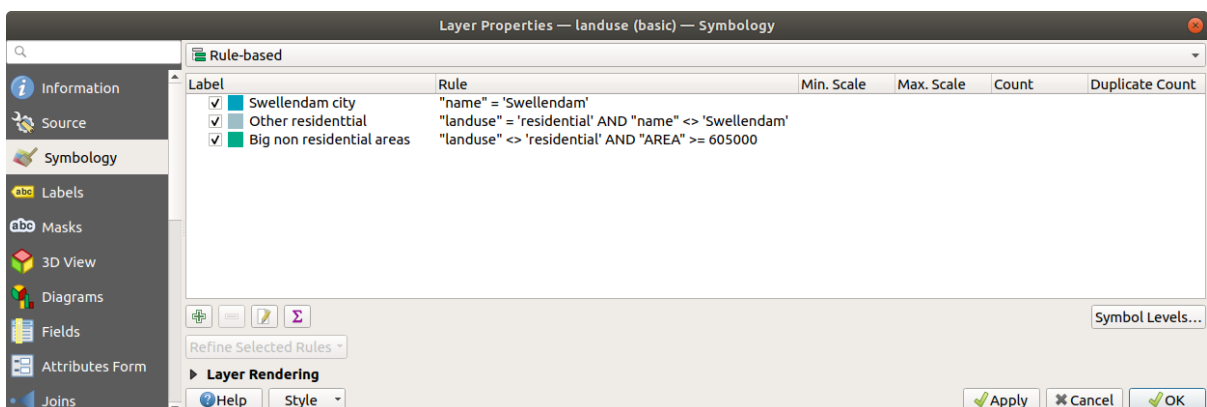 Layer Properties — landuse (basic) — Symbology
Rule-based
Information
Source
Symbology
Labels
Masks
3D View
Diagrams
Fields
Attributes Form
Joins
Label Rule Min. Scale Max. Scale Count Duplicate Count
Swellendam city "name" = 'Swellendam'
Other residenttial "landuse" = 'residential' AND "name" <> 'Swellendam'
Big non residential areas "landuse" <> 'residential' AND "AREA" >= 605000
Symbol Levels...
Refine Selected Rules
Layer Rendering
Help Style Apply Cancel OK